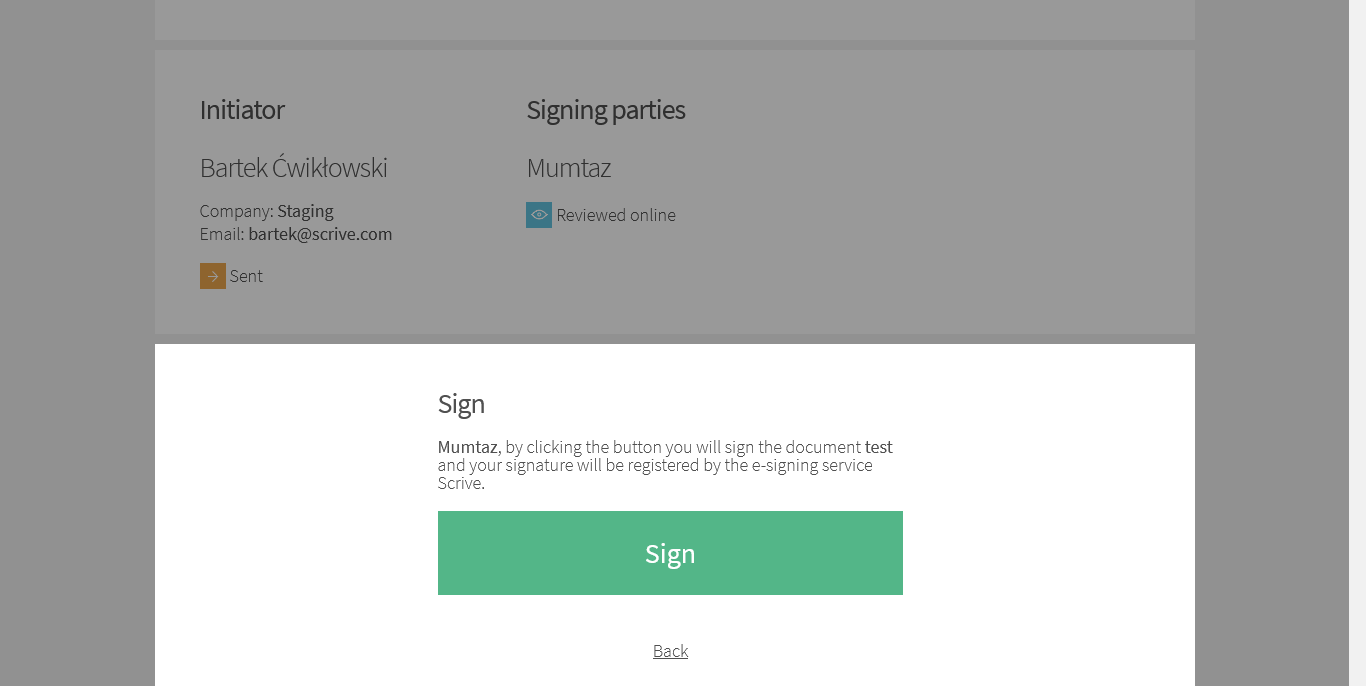 Initiator
Signing parties
Bartek Ćwikłowski
Mumtaz
Company: Staging
Email: bartek@scrive.com
Reviewed online
Sent
Sign
Mumtaz, by clicking the button you will sign the document test
and your signature will be registered by the e-signing service
Scrive.
Sign
Back